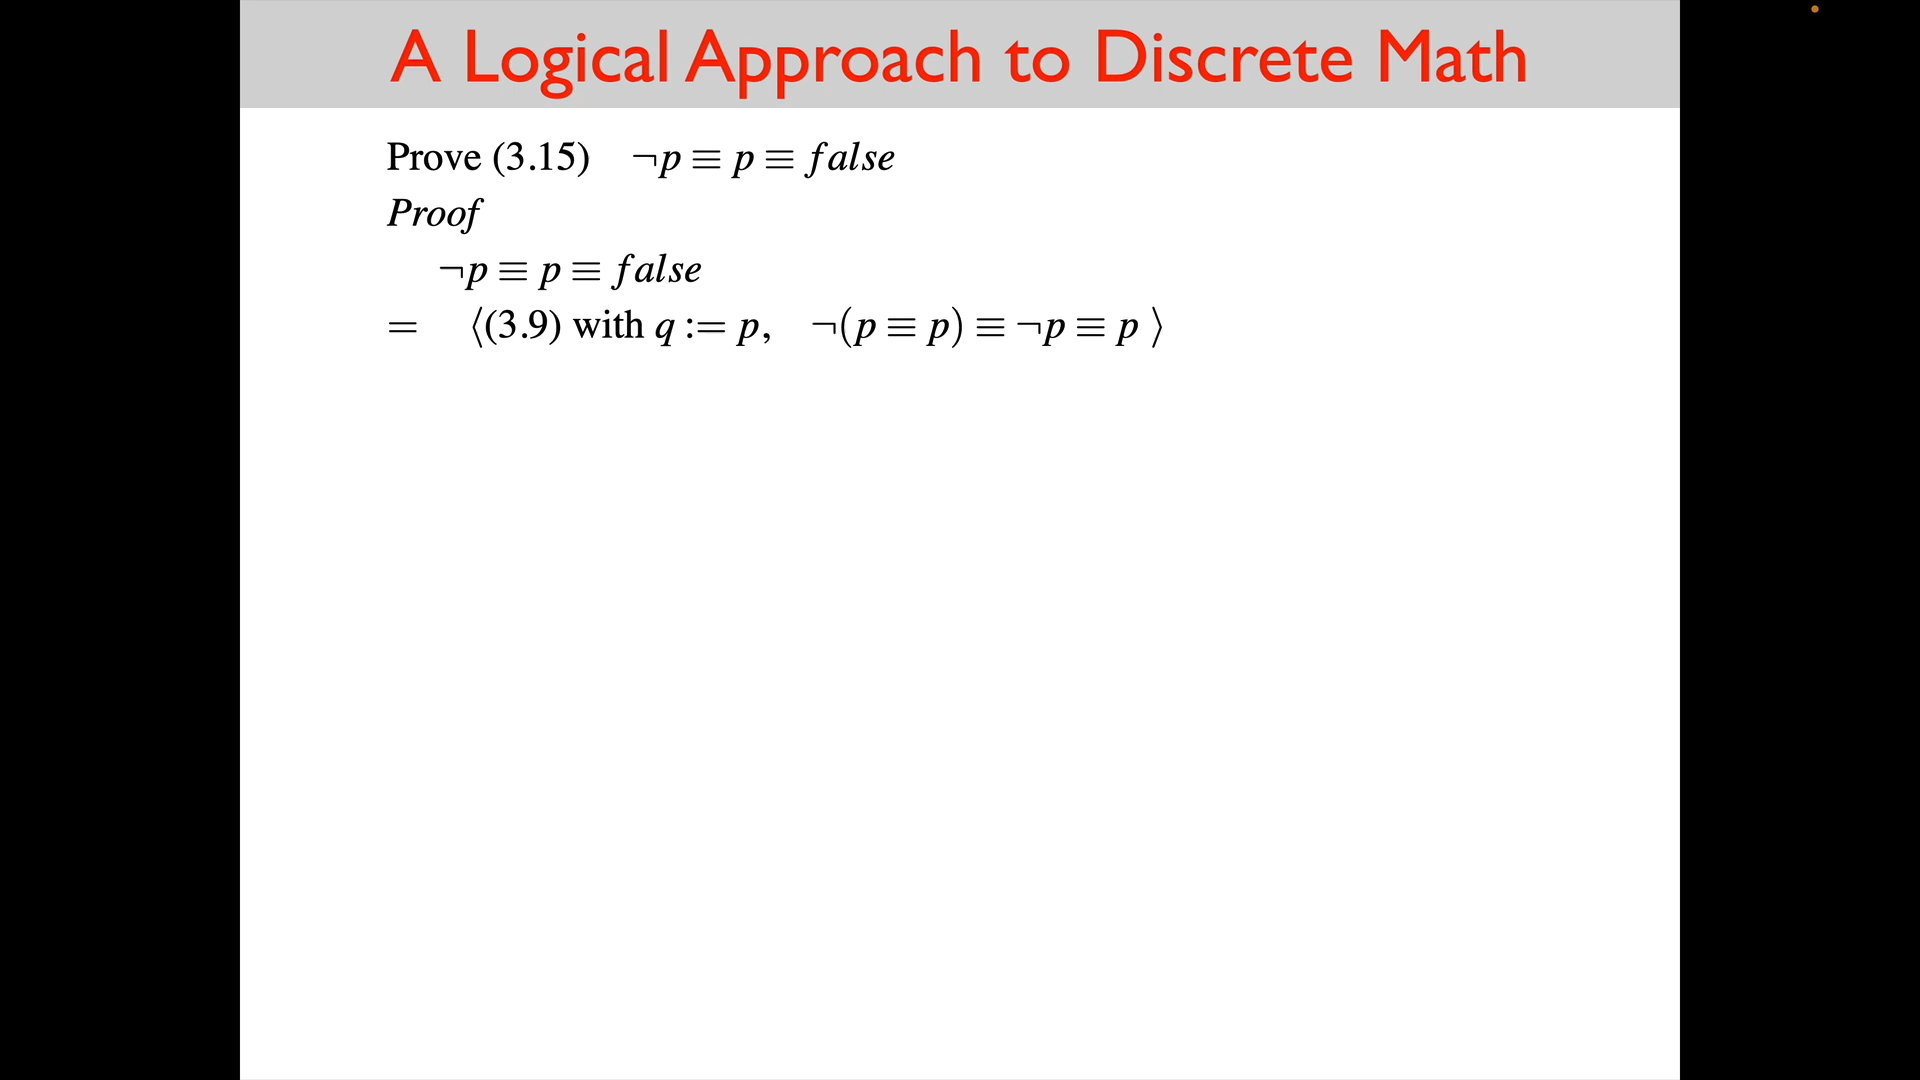 A Logical Approach to Discrete Math
Prove (3.15) ¬p ≡ p ≡ false
Proof
¬p ≡ p ≡ false
= ⟨(3.9) with q := p, ¬(p ≡ p) ≡ ¬p ≡ p ⟩